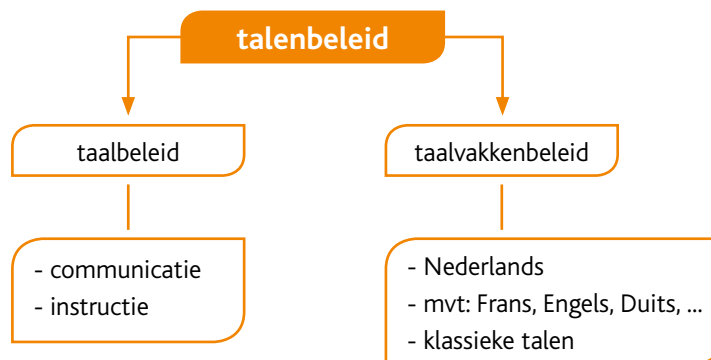 talenbeleid
taalbeleid
taalvakkenbeleid
- communicatie
- instructie
- Nederlands
- mvt: Frans, Engels, Duits, ...
- klassieke talen